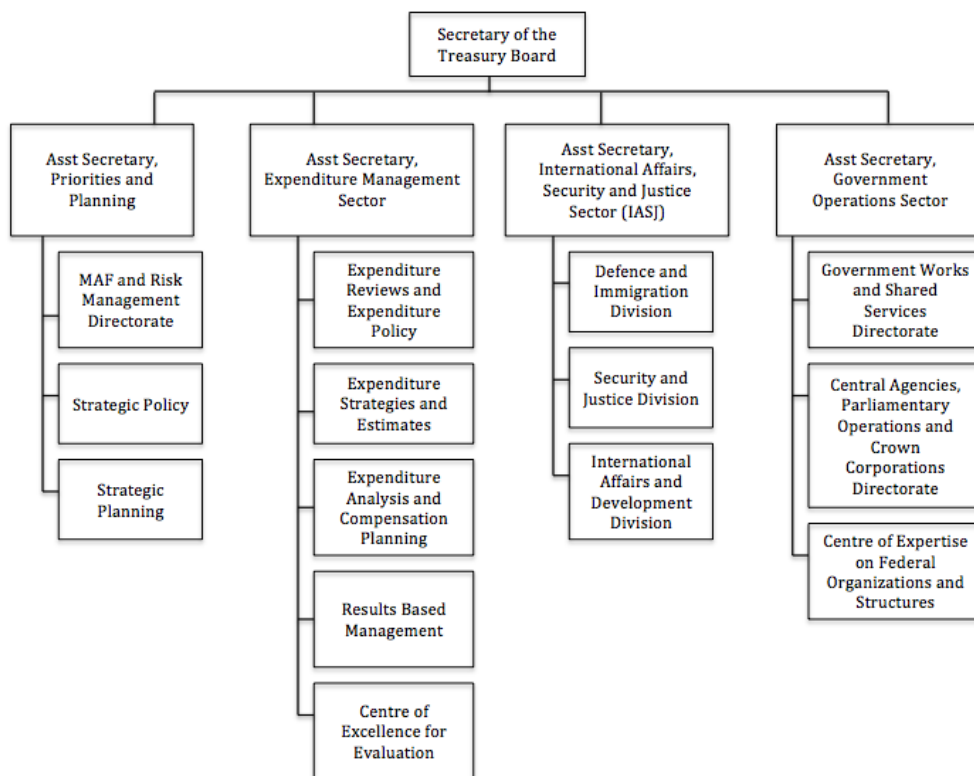 Secretary of the
Treasury Board
Asst Secretary,
Priorities and
Planning
MAF and Risk
Management
Directorate
Strategic Policy
Strategic
Planning
Asst Secretary,
Expenditure Management
Sector
Expenditure
Reviews and
Expenditure
Policy
Expenditure
Strategies and
Estimates
Expenditure
Analysis and
Compensation
Planning
Results Based
Management
Centre of
Excellence for
Evaluation
Asst Secretary,
International Affairs,
Security and Justice
Sector (IASJ)
Defence and
Immigration
Division
Security and
Justice Division
International
Affairs and
Development
Division
Asst Secretary,
Government
Operations Sector
Government Works
and Shared
Services
Directorate
Central Agencies,
Parliamentary
Operations and
Crown
Corporations
Directorate
Centre of Expertise
on Federal
Organizations and
Structures